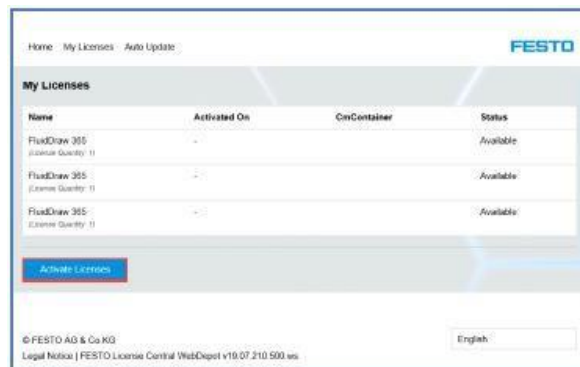 Home My Licenses Auto Update
FESTO
My Licenses
Name Activated On CmContainer Status
FluidDraw 365 - Available
(License Quantity: 1)
FluidDraw 365 - Available
(License Quantity: 1)
FluidDraw 365 - Available
(License Quantity: 1)
Activate Licenses
© FESTO AG & Co.KG
English
Legal Notice | FESTO License Central WebDepot v19.07.210.500.ws